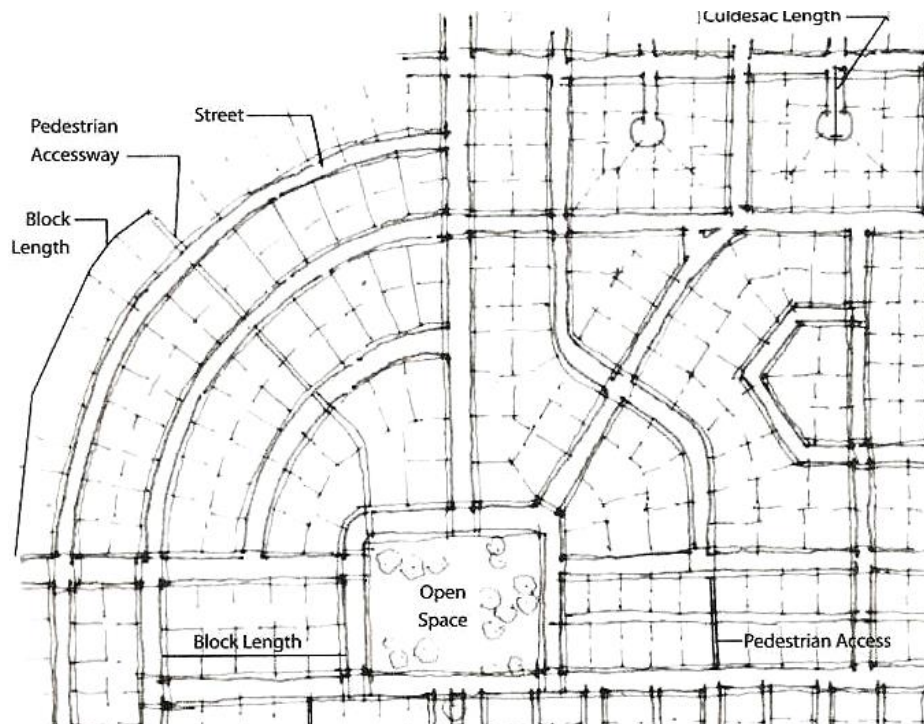 Culdesac Length
Street
Pedestrian
Accessway
Block
Length
Open
Space
Block Length
Pedestrian Access